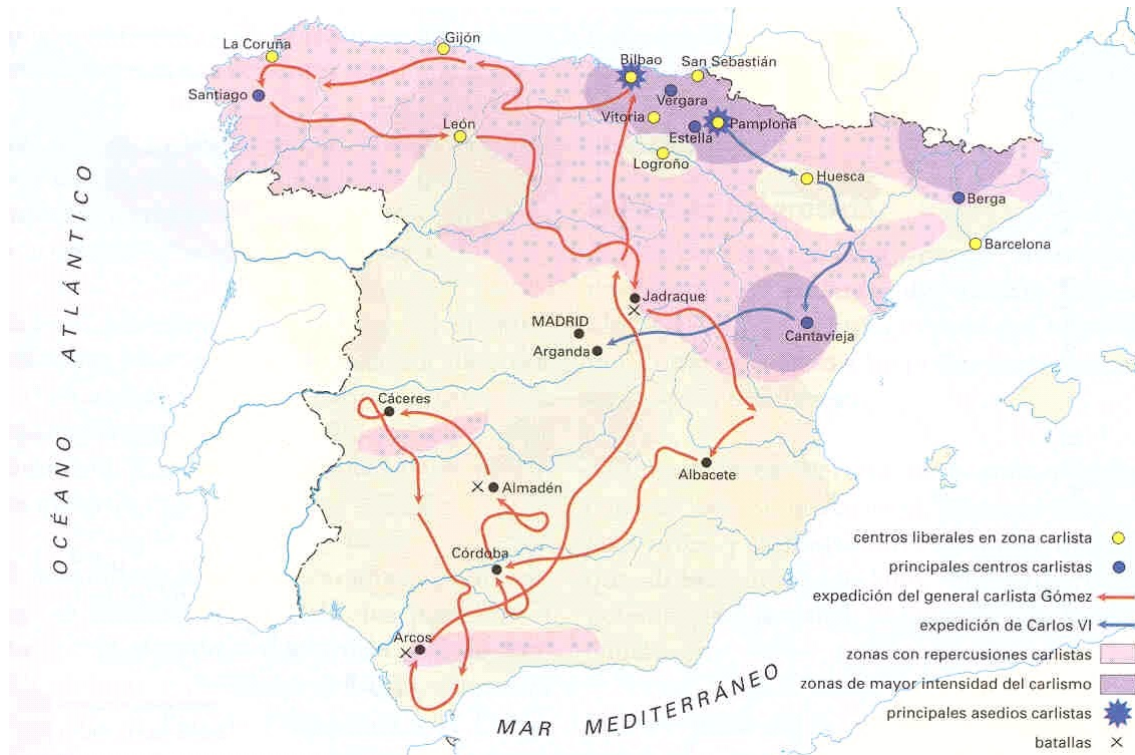 La Coruña
Gijón
Bilbao
San Sebastián
Santiago
Vergara
Vitoria
Pamplona
León
Estella
Logroño
Huesca
Berga
Barcelona
OCÉANO ATLÁNTICO
Jadraque
MADRID
Cantavieja
Arganda
Cáceres
Albacete
Almadén
Córdoba
Arcos
MAR MEDITERRÁNEO
centros liberales en zona carlista
principales centros carlistas
expedición del general carlista Gómez
expedición de Carlos VI
zonas con repercusiones carlistas
zonas de mayor intensidad del carlismo
principales asedios carlistas
batallas